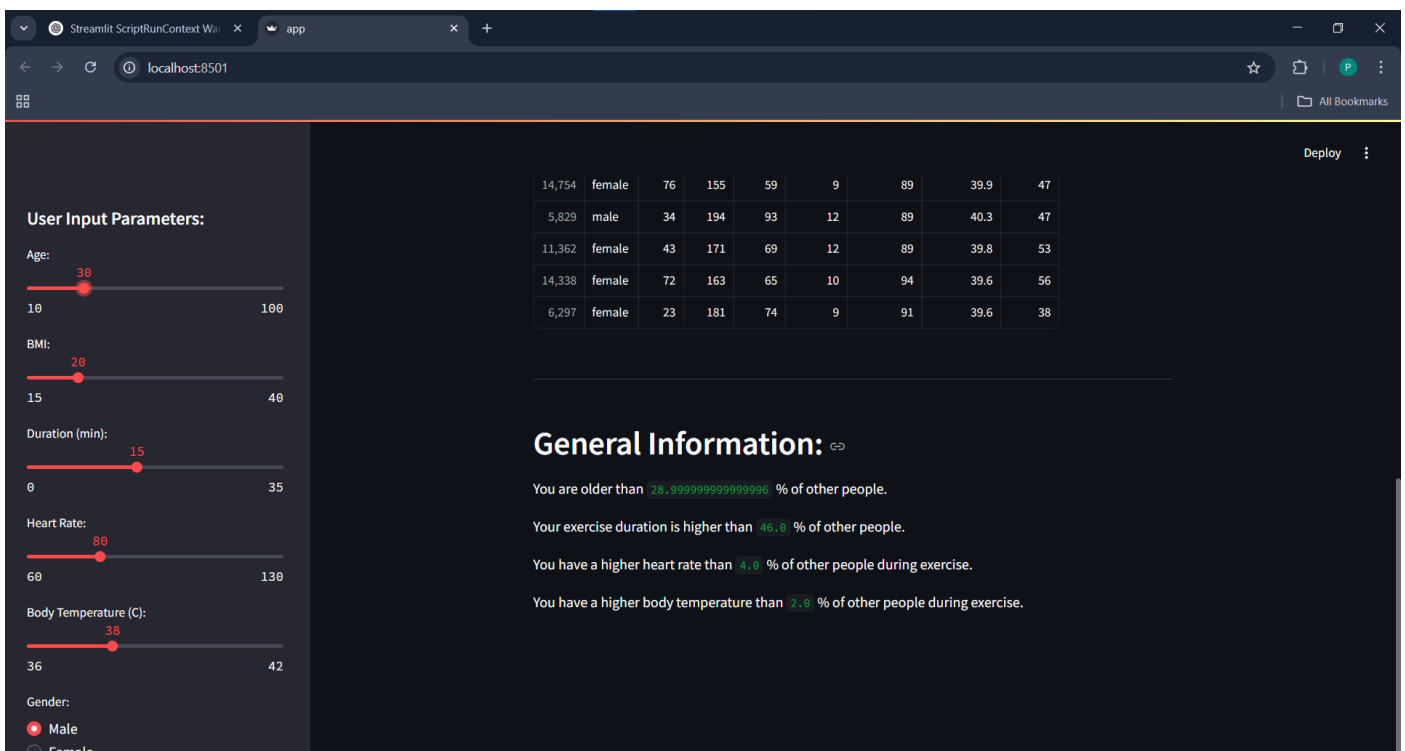 Streamlit ScriptRunContext War
app
localhost:8501
P
All Bookmarks
Deploy
User Input Parameters:
Age:
30
10 100
BMI:
20
15 40
Duration (min):
15
0 35
Heart Rate:
80
60 130
Body Temperature (C):
38
36 42
Gender:
Male
Female
14,754 female 76 155 59 9 89 39.9 47
5,829 male 34 194 93 12 89 40.3 47
11,362 female 43 171 69 12 89 39.8 53
14,338 female 72 163 65 10 94 39.6 56
6,297 female 23 181 74 9 91 39.6 38
General Information:
You are older than 28.999999999999996 % of other people.
Your exercise duration is higher than 46.0 % of other people.
You have a higher heart rate than 4.0 % of other people during exercise.
You have a higher body temperature than 2.0 % of other people during exercise.